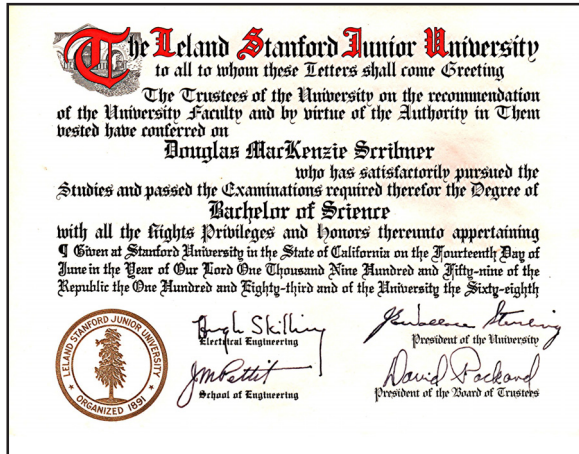 The Leland Stanford Junior University
to all to whom these Letters shall come Greeting
The Trustees of the University on the recommendation
of the University Faculty and by virtue of the Authority in Them
vested have conferred on
Douglas MacKenzie Scribner
who has satisfactorily pursued the
Studies and passed the Examinations required therefor the Degree of
Bachelor of Science
with all the Rights Privileges and Honors thereunto appertaining
¶ Given at Stanford University in the State of California on the Fourteenth Day of
June in the Year of Our Lord One Thousand Nine Hundred and Fifty-nine of the
Republic the One Hundred and Eighty-third and of the University the Sixty-eighth
Hugh Skilling
Electrical Engineering
J E Wallace Sterling
President of the University
J M Pettit
School of Engineering
David Packard
President of the Board of Trustees
LELAND STANFORD JUNIOR UNIVERSITY
ORGANIZED 1891